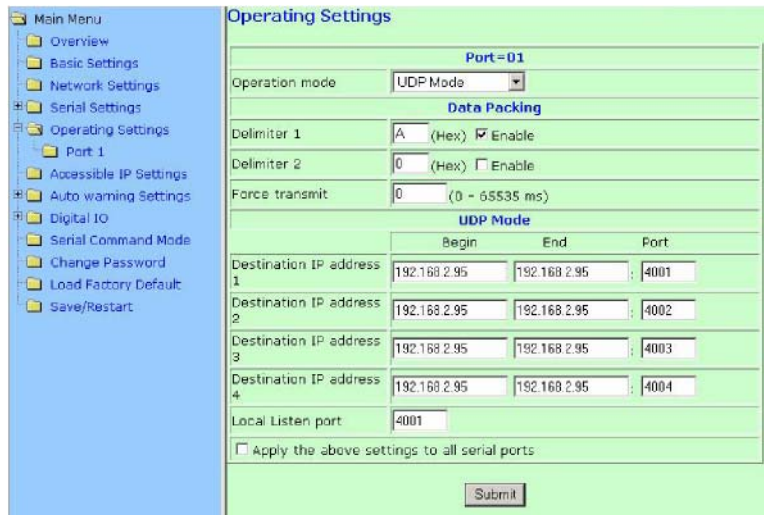 Main Menu
Overview
Basic Settings
Network Settings
Serial Settings
Operating Settings
Port 1
Accessible IP Settings
Auto warning Settings
Digital IO
Serial Command Mode
Change Password
Load Factory Default
Save/Restart
Operating Settings
Port=01
Operation mode UDP Mode
Data Packing
Delimiter 1 A (Hex) Enable
Delimiter 2 0 (Hex) Enable
Force transmit 0 (0 - 65535 ms)
UDP Mode
Begin End Port
Destination IP address
1 192.168.2.95 192.168.2.95 : 4001
Destination IP address
2 192.168.2.95 192.168.2.95 : 4002
Destination IP address
3 192.168.2.95 192.168.2.95 : 4003
Destination IP address
4 192.168.2.95 192.168.2.95 : 4004
Local Listen port 4001
Apply the above settings to all serial ports
Submit